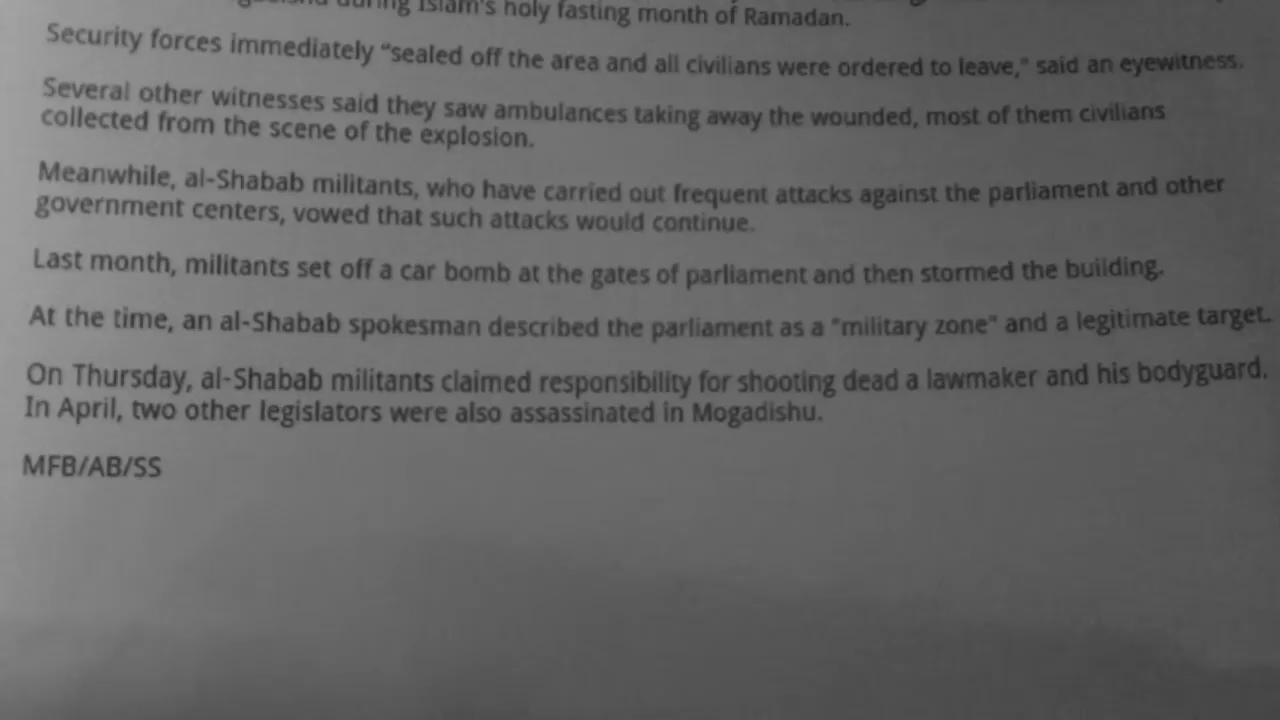 during Islam's holy fasting month of Ramadan.
Security forces immediately “sealed off the area and all civilians were ordered to leave,” said an eyewitness.
Several other witnesses said they saw ambulances taking away the wounded, most of them civilians
collected from the scene of the explosion.
Meanwhile, al-Shabab militants, who have carried out frequent attacks against the parliament and other
government centers, vowed that such attacks would continue.
Last month, militants set off a car bomb at the gates of parliament and then stormed the building.
At the time, an al-Shabab spokesman described the parliament as a "military zone" and a legitimate target.
On Thursday, al-Shabab militants claimed responsibility for shooting dead a lawmaker and his bodyguard.
In April, two other legislators were also assassinated in Mogadishu.
MFB/AB/SS